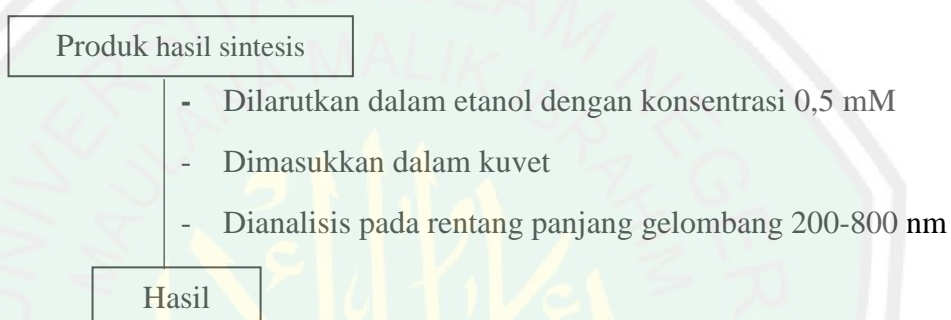 Produk hasil sintesis
- Dilarutkan dalam etanol dengan konsentrasi 0,5 mM
- Dimasukkan dalam kuvet
- Dianalisis pada rentang panjang gelombang 200-800 nm
Hasil